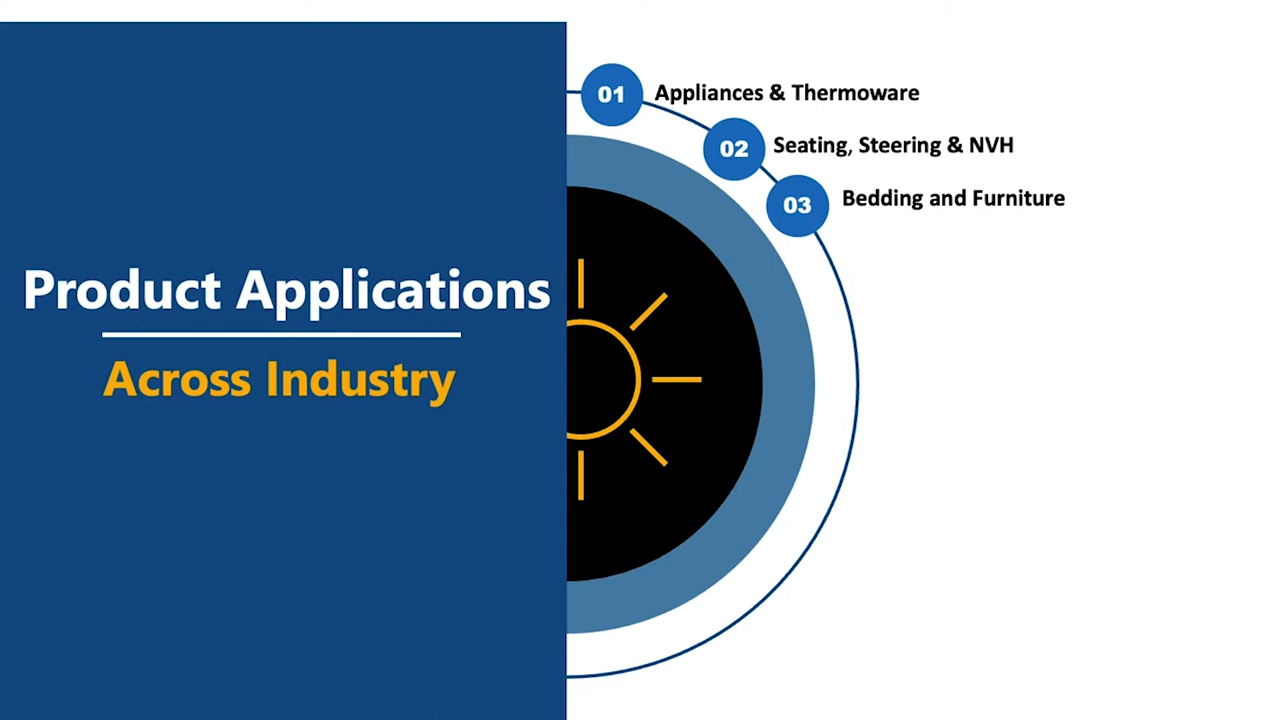 Product Applications
Across Industry
01 Appliances & Thermoware
02 Seating, Steering & NVH
03 Bedding and Furniture